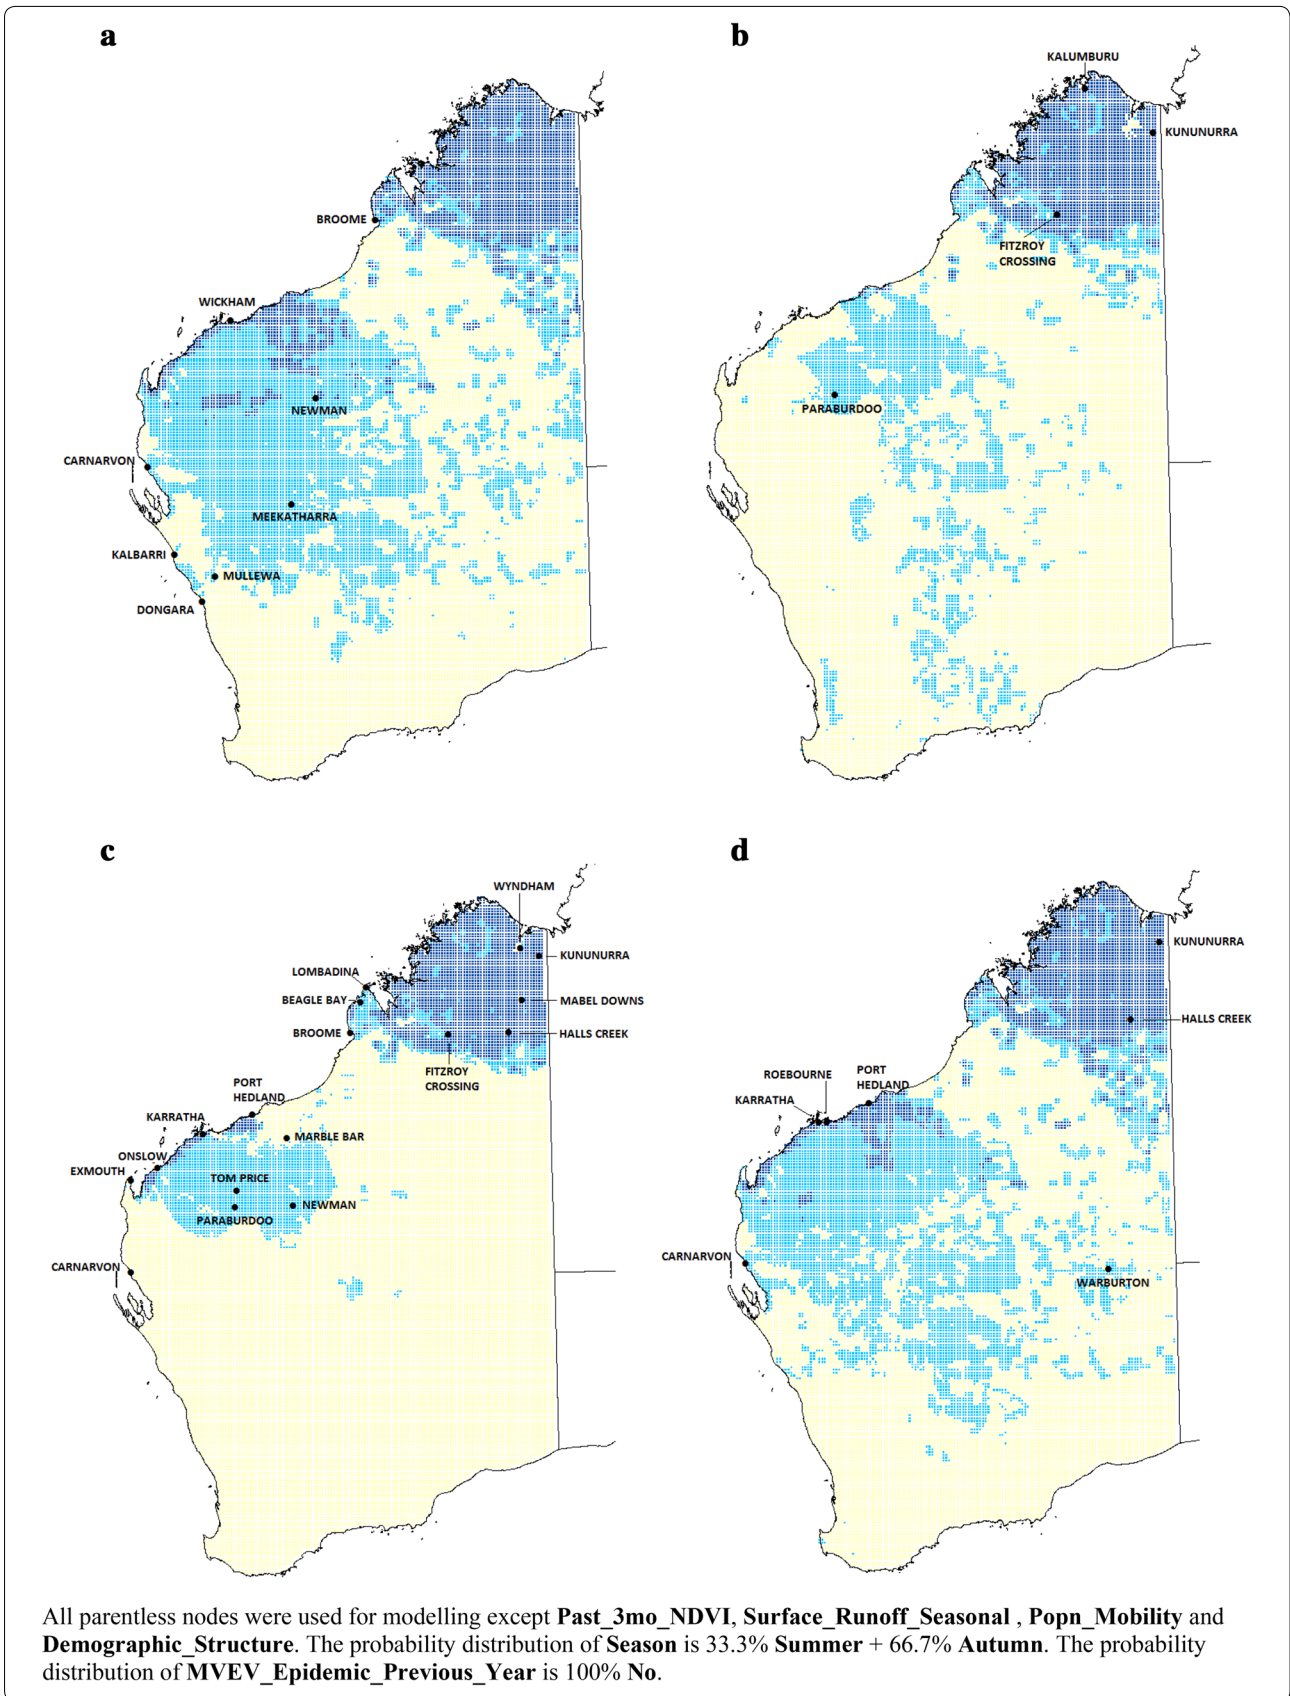 a
BROOME
WICKHAM
NEWMAN
CARNARVON
MEEKATHARRA
KALBARRI
MULLEWA
DONGARA
b
KALUMBURU
KUNUNURRA
FITZROY
CROSSING
PARABURDOO
c
WYNDHAM
KUNUNURRA
LOMBADINA
BEAGLE BAY
MABEL DOWNS
BROOME
HALLS CREEK
FITZROY
CROSSING
PORT
HEDLAND
KARRATHA
MARBLE BAR
ONSLOW
EXMOUTH
TOM PRICE
NEWMAN
PARABURDOO
CARNARVON
d
KUNUNURRA
HALLS CREEK
ROEBOURNE
PORT
HEDLAND
KARRATHA
CARNARVON
WARBURTON
All parentless nodes were used for modelling except Past_3mo_NDVI, Surface_Runoff_Seasonal , Popn_Mobility and
Demographic_Structure. The probability distribution of Season is 33.3% Summer + 66.7% Autumn. The probability
distribution of MVEV_Epidemic_Previous_Year is 100% No.